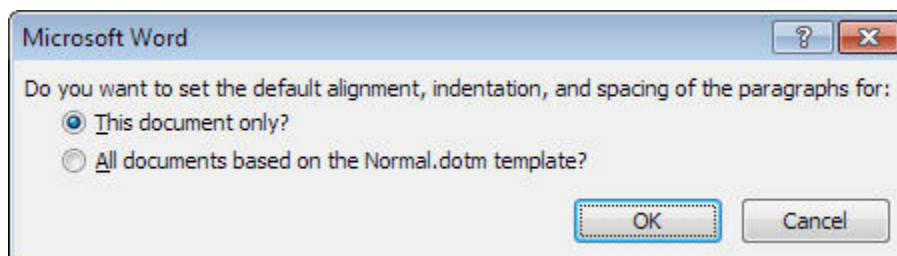 Microsoft Word
Do you want to set the default alignment, indentation, and spacing of the paragraphs for:
This document only?
All documents based on the Normal.dotm template?
OK Cancel